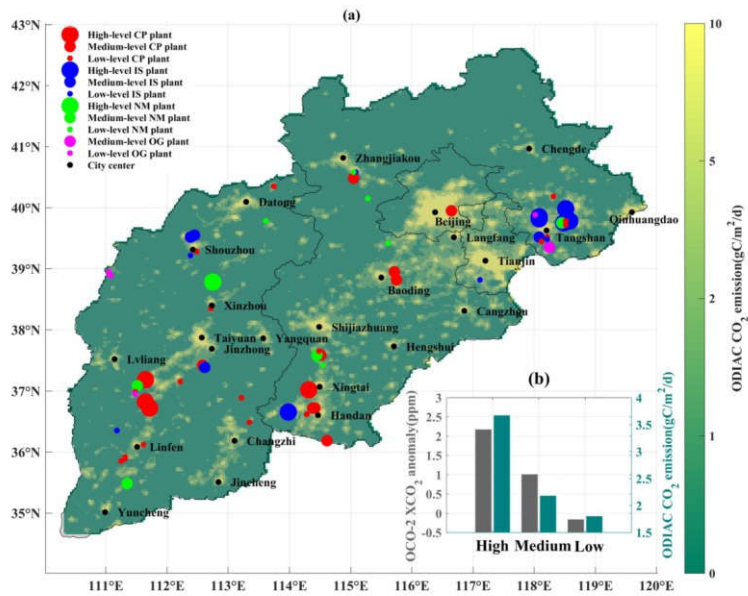 (a)
43°N
42°N
41°N
40°N
39°N
38°N
37°N
36°N
35°N
High-level CP plant
Medium-level CP plant
Low-level CP plant
High-level IS plant
Medium-level IS plant
Low-level IS plant
High-level NM plant
Medium-level NM plant
Low-level NM plant
Medium-level OG plant
Low-level OG plant
City center
Zhangjiakou
Chengde
Datong
Beijing
Qinhuangdao
Langfang
Tangshan
Shouzhou
Tianjin
Baoding
Xinzhou
Cangzhou
Shijiazhuang
Taiyuan
Yangquan
Jinzhong
Hengshui
Lvliang
Xingtai
Handan
Linfen
Changzhi
Jincheng
Yuncheng
111°E 112°E 113°E 114°E 115°E 116°E 117°E 118°E 119°E 120°E
(b)
OCO-2 XCO2 anomaly(ppm)
3
2.5
2
1.5
1
0.5
0
-0.5
High Medium Low
4
3.5
3
2.5
2
1.5
ODIAC CO2 emission(gC/m²/d)
10
5
2
1
0
ODIAC CO2 emission(gC/m²/d)